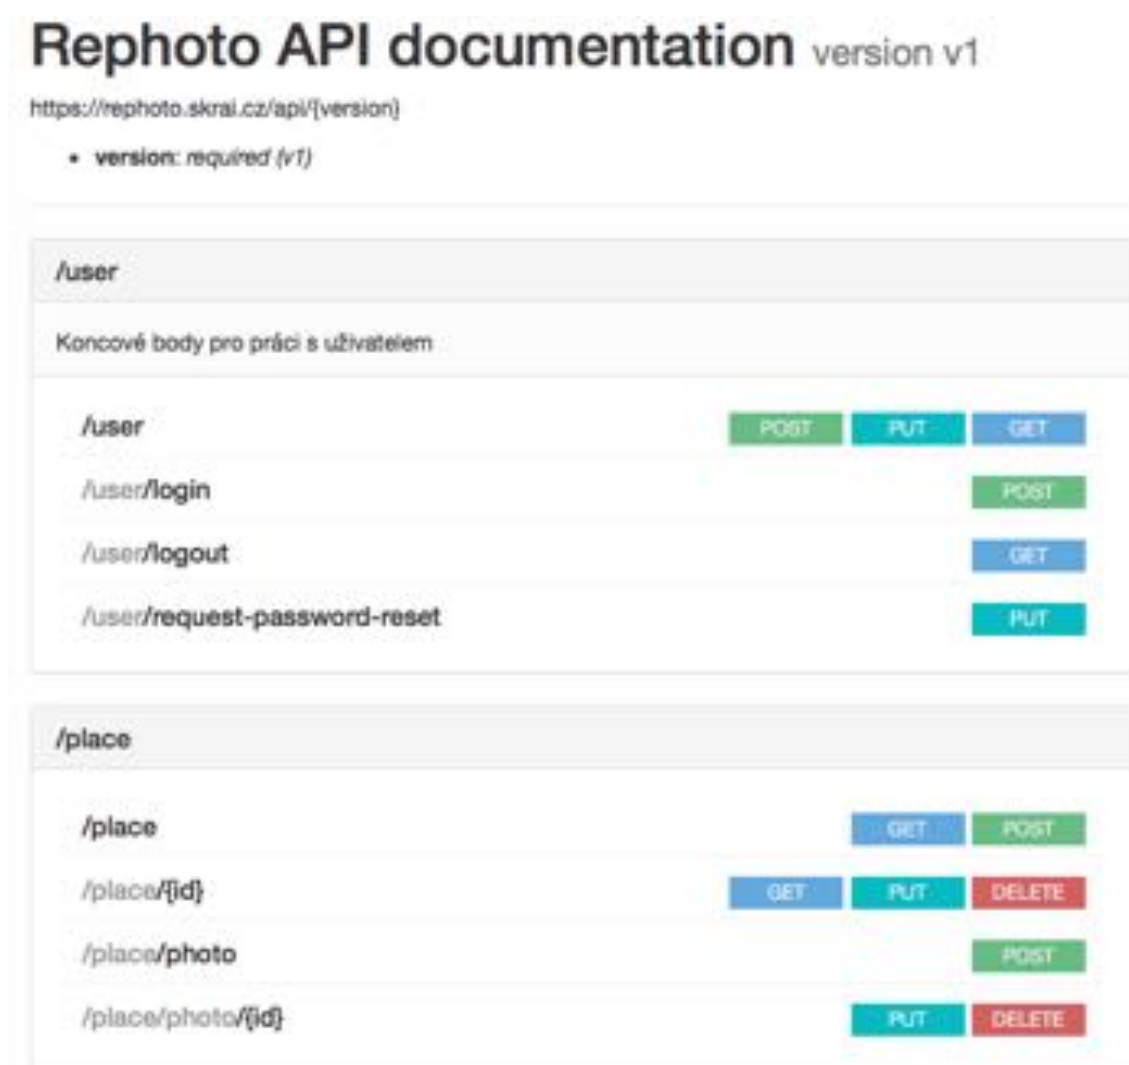 Rephoto API documentation version v1
https://rephoto.skrai.cz/api/{version}
• version: required (v1)
/user
Koncové body pro práci s uživatelem
/user POST PUT GET
/user/login POST
/user/logout GET
/user/request-password-reset PUT
/place
/place GET POST
/place/{id} GET PUT DELETE
/place/photo POST
/place/photo/{id} PUT DELETE